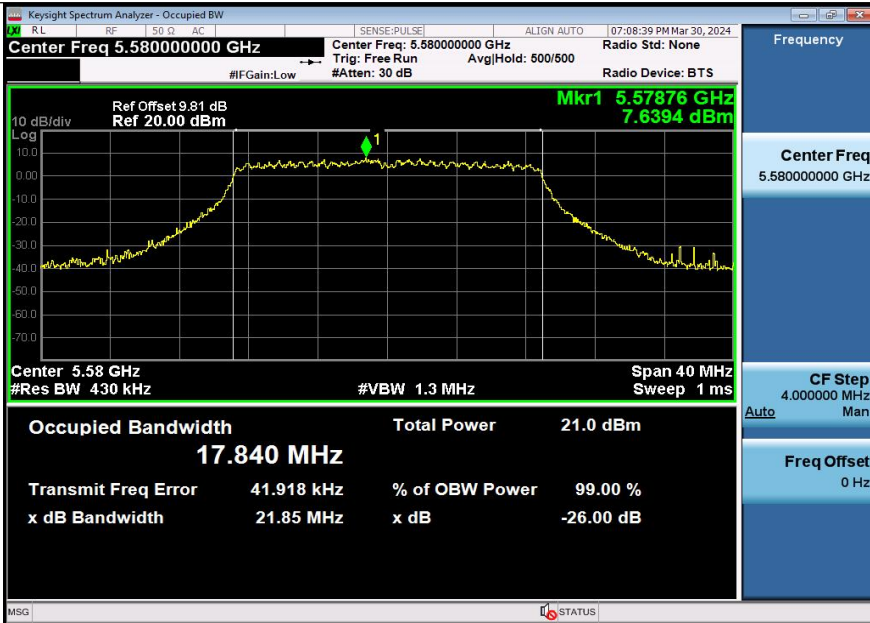 Keysight Spectrum Analyzer - Occupied BW
LXI RL RF 50 Ω AC SENSE:PULSE ALIGN AUTO 07:08:39 PM Mar 30, 2024
Center Freq 5.580000000 GHz
Center Freq: 5.580000000 GHz Radio Std: None
Trig: Free Run Avg|Hold: 500/500
#IFGain:Low #Atten: 30 dB Radio Device: BTS
Frequency
Ref Offset 9.81 dB Mkr1 5.57876 GHz
10 dB/div Ref 20.00 dBm 7.6394 dBm
Log
1
10.0
0.00
-10.0
-20.0
-30.0
-40.0
-50.0
-60.0
-70.0
Center 5.58 GHz Span 40 MHz
#Res BW 430 kHz #VBW 1.3 MHz Sweep 1 ms
Occupied Bandwidth Total Power 21.0 dBm
17.840 MHz
Transmit Freq Error 41.918 kHz % of OBW Power 99.00 %
x dB Bandwidth 21.85 MHz x dB -26.00 dB
Center Freq
5.580000000 GHz
CF Step
4.000000 MHz
Auto Man
Freq Offset
0 Hz
MSG STATUS